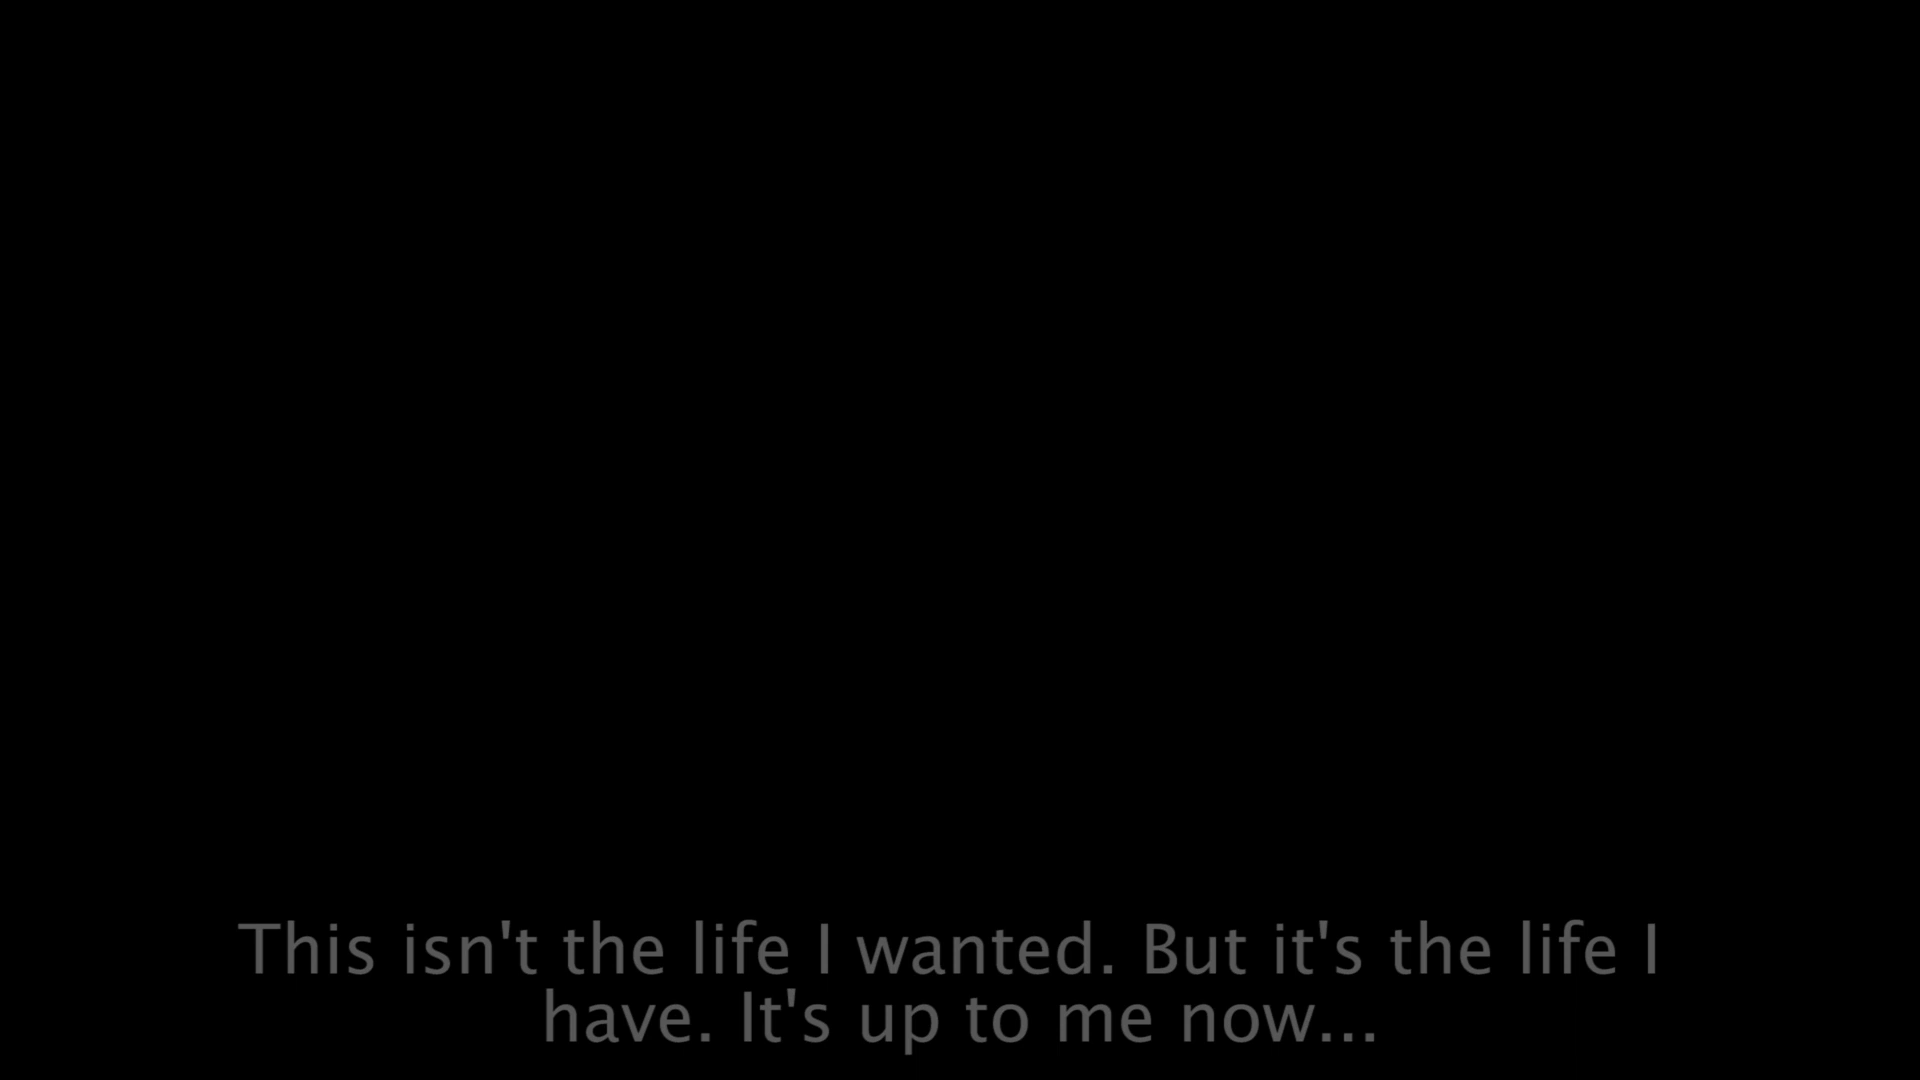 This isn't the life I wanted. But it's the life I
have. It's up to me now...